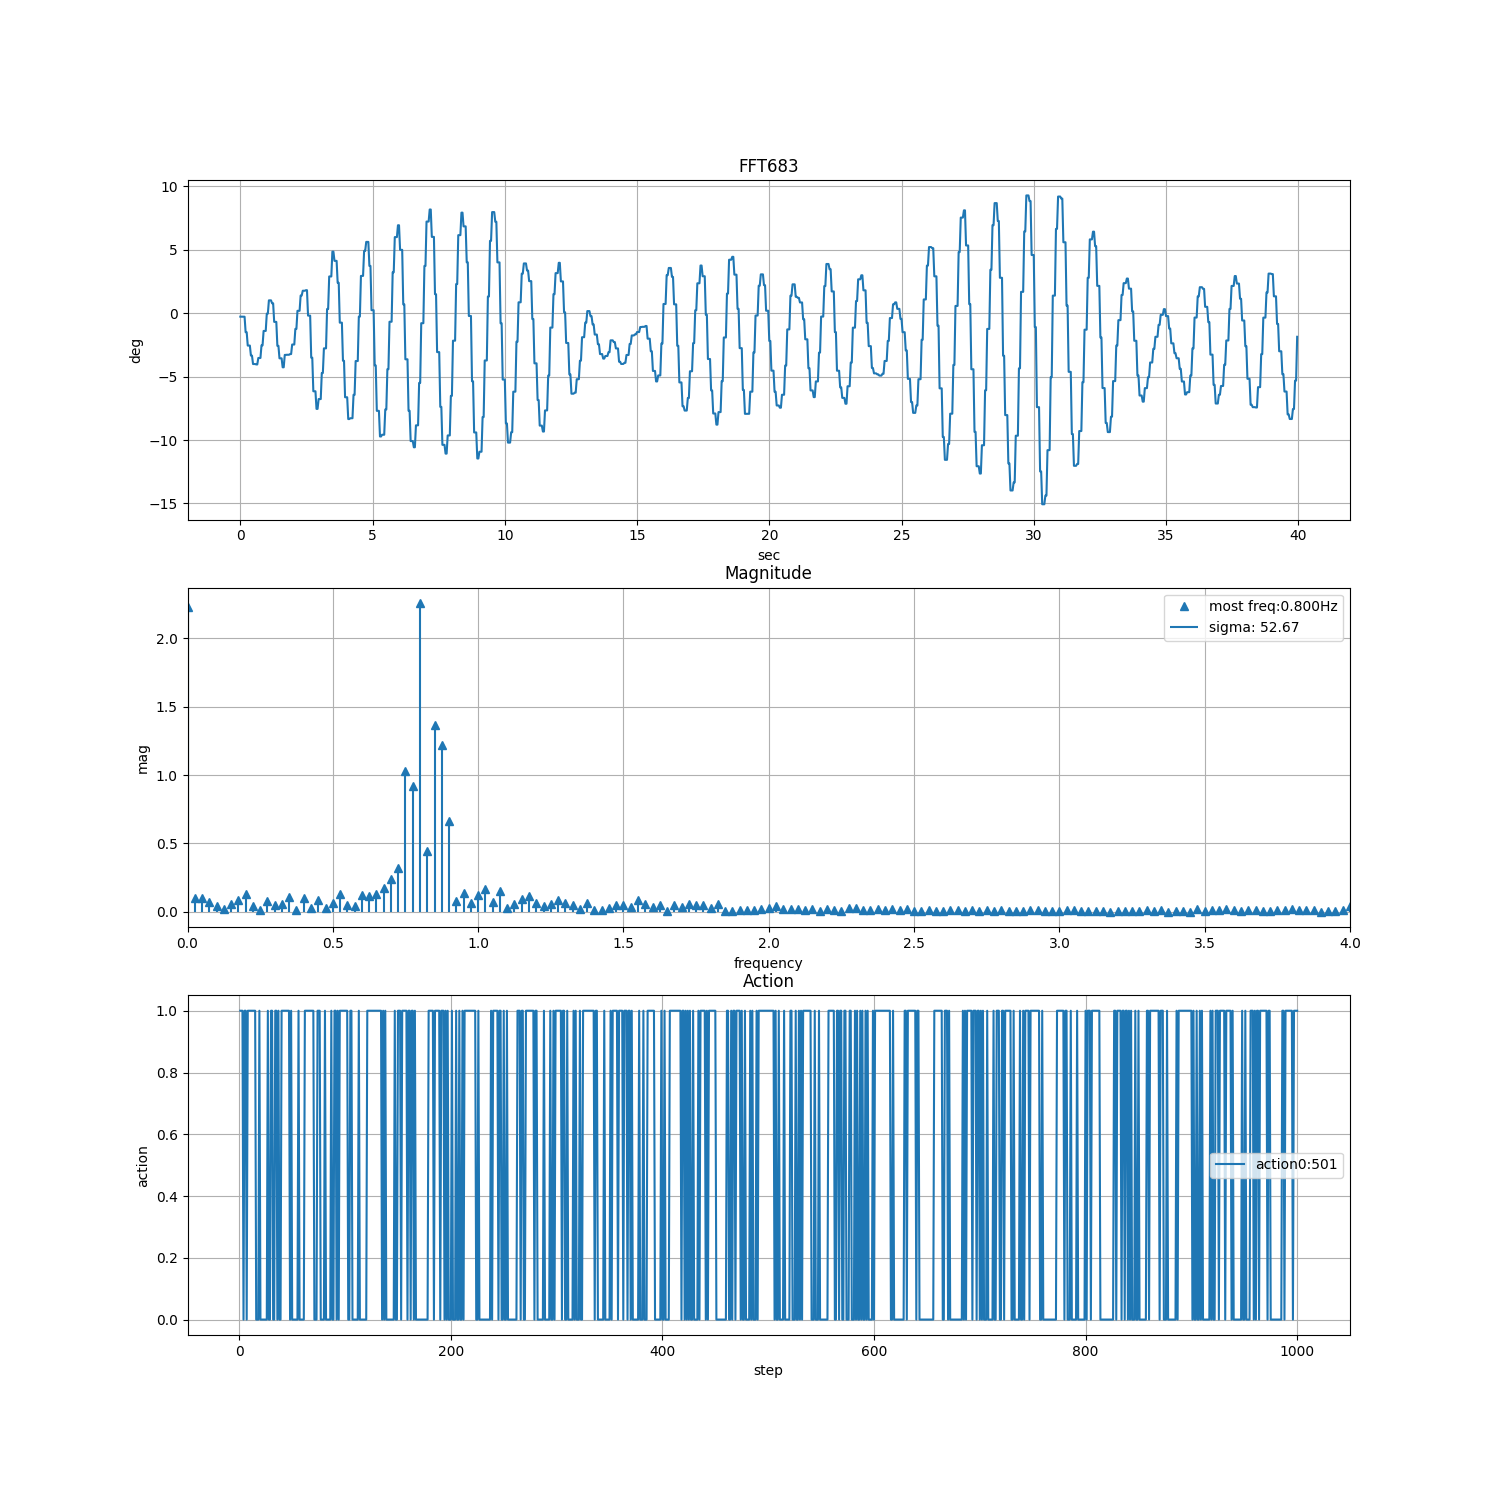 FFT683
10
5
0
−5
−10
−15
deg
0 5 10 15 20 25 30 35 40
sec
Magnitude
most freq:0.800Hz
sigma: 52.67
2.0
1.5
1.0
0.5
0.0
mag
0.0 0.5 1.0 1.5 2.0 2.5 3.0 3.5 4.0
frequency
Action
1.0
0.8
0.6
0.4
0.2
0.0
action
action0:501
0 200 400 600 800 1000
step